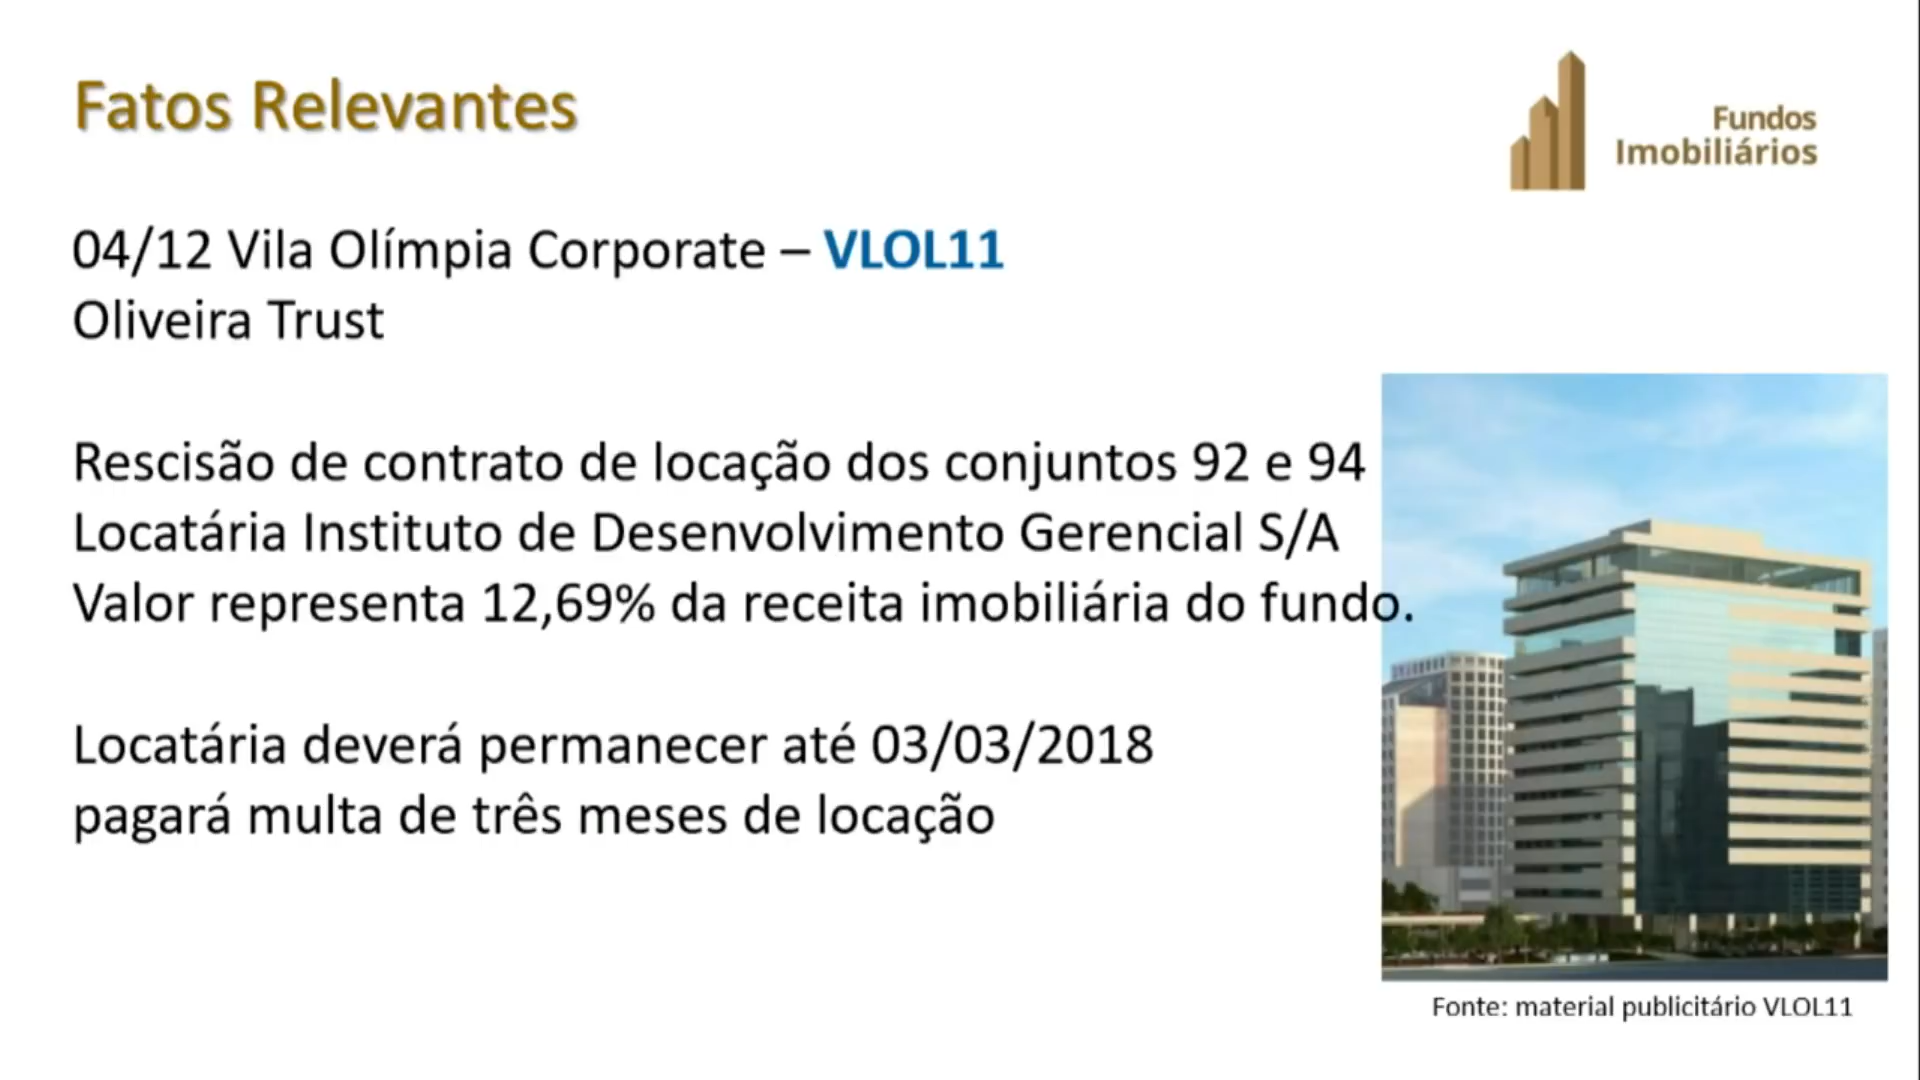 Fatos Relevantes
Fundos
Imobiliários
04/12 Vila Olímpia Corporate – VLOL11
Oliveira Trust
Rescisão de contrato de locação dos conjuntos 92 e 94
Locatária Instituto de Desenvolvimento Gerencial S/A
Valor representa 12,69% da receita imobiliária do fundo.
Locatária deverá permanecer até 03/03/2018
pagará multa de três meses de locação
Fonte: material publicitário VLOL11